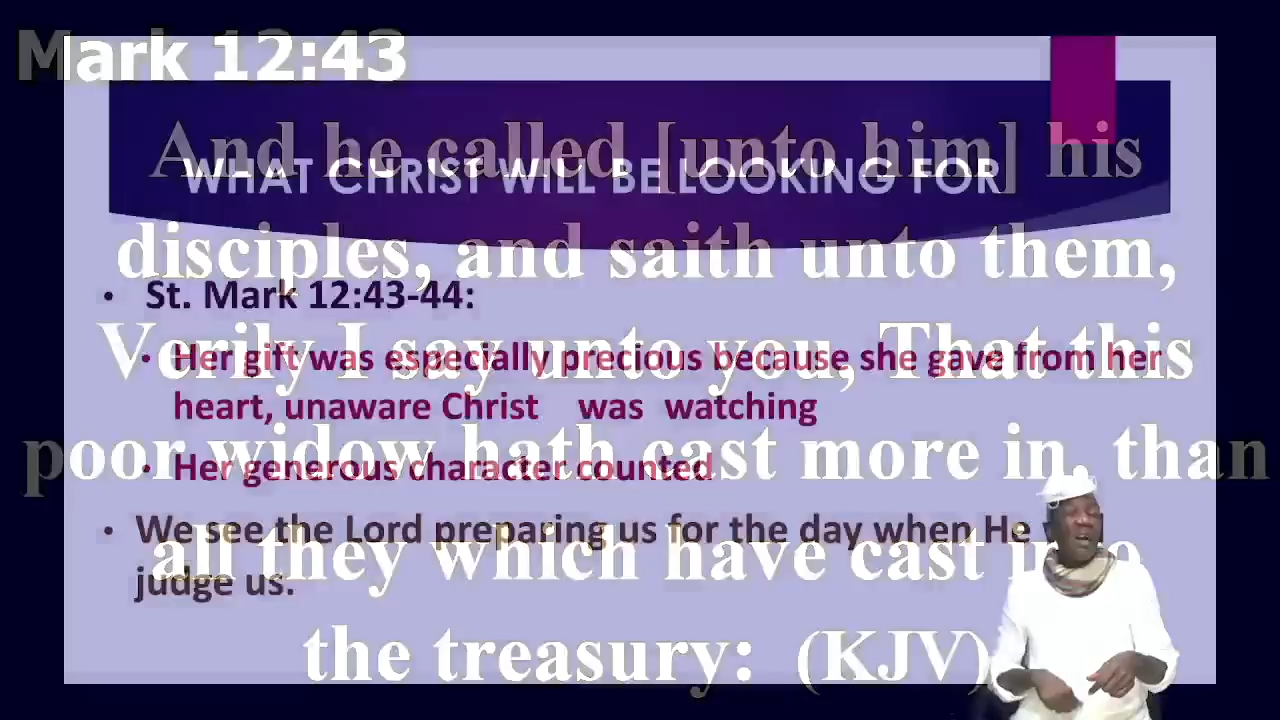 Mark 12:43
And he called [unto him] his
disciples, and saith unto them,
Verily I say unto you, That this
poor widow hath cast more in, than
all they which have cast into
the treasury: (KJV)
WHAT CHRIST WILL BE LOOKING FOR
• St. Mark 12:43-44:
• Her gift was especially precious because she gave from her
heart, unaware Christ was watching
• Her generous character counted
• We see the Lord preparing us for the day when He
judge us.